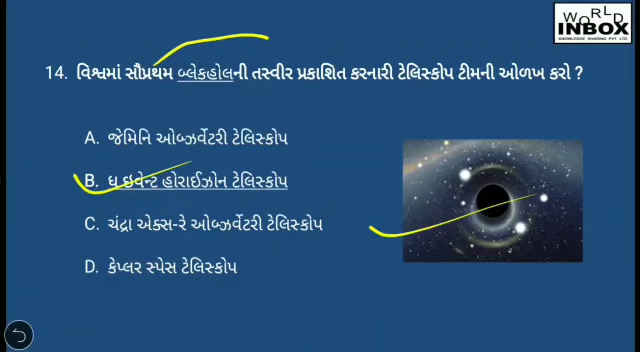 WORLD
INBOX
KNOWLEDGE SHARING PVT. LTD.
14. વિશ્વમાં સૌપ્રથમ બ્લેકહોલની તસ્વીર પ્રકાશિત કરનારી ટેલિસ્કોપ ટીમની ઓળખ કરો ?
A. જેમિનિ ઓબ્ઝર્વેટરી ટેલિસ્કોપ
B. ધ ઇવેન્ટ હોરાઈઝોન ટેલિસ્કોપ
C. ચંદ્રા એક્સ-રે ઓબ્ઝર્વેટરી ટેલિસ્કોપ
D. કેપ્લર સ્પેસ ટેલિસ્કોપ